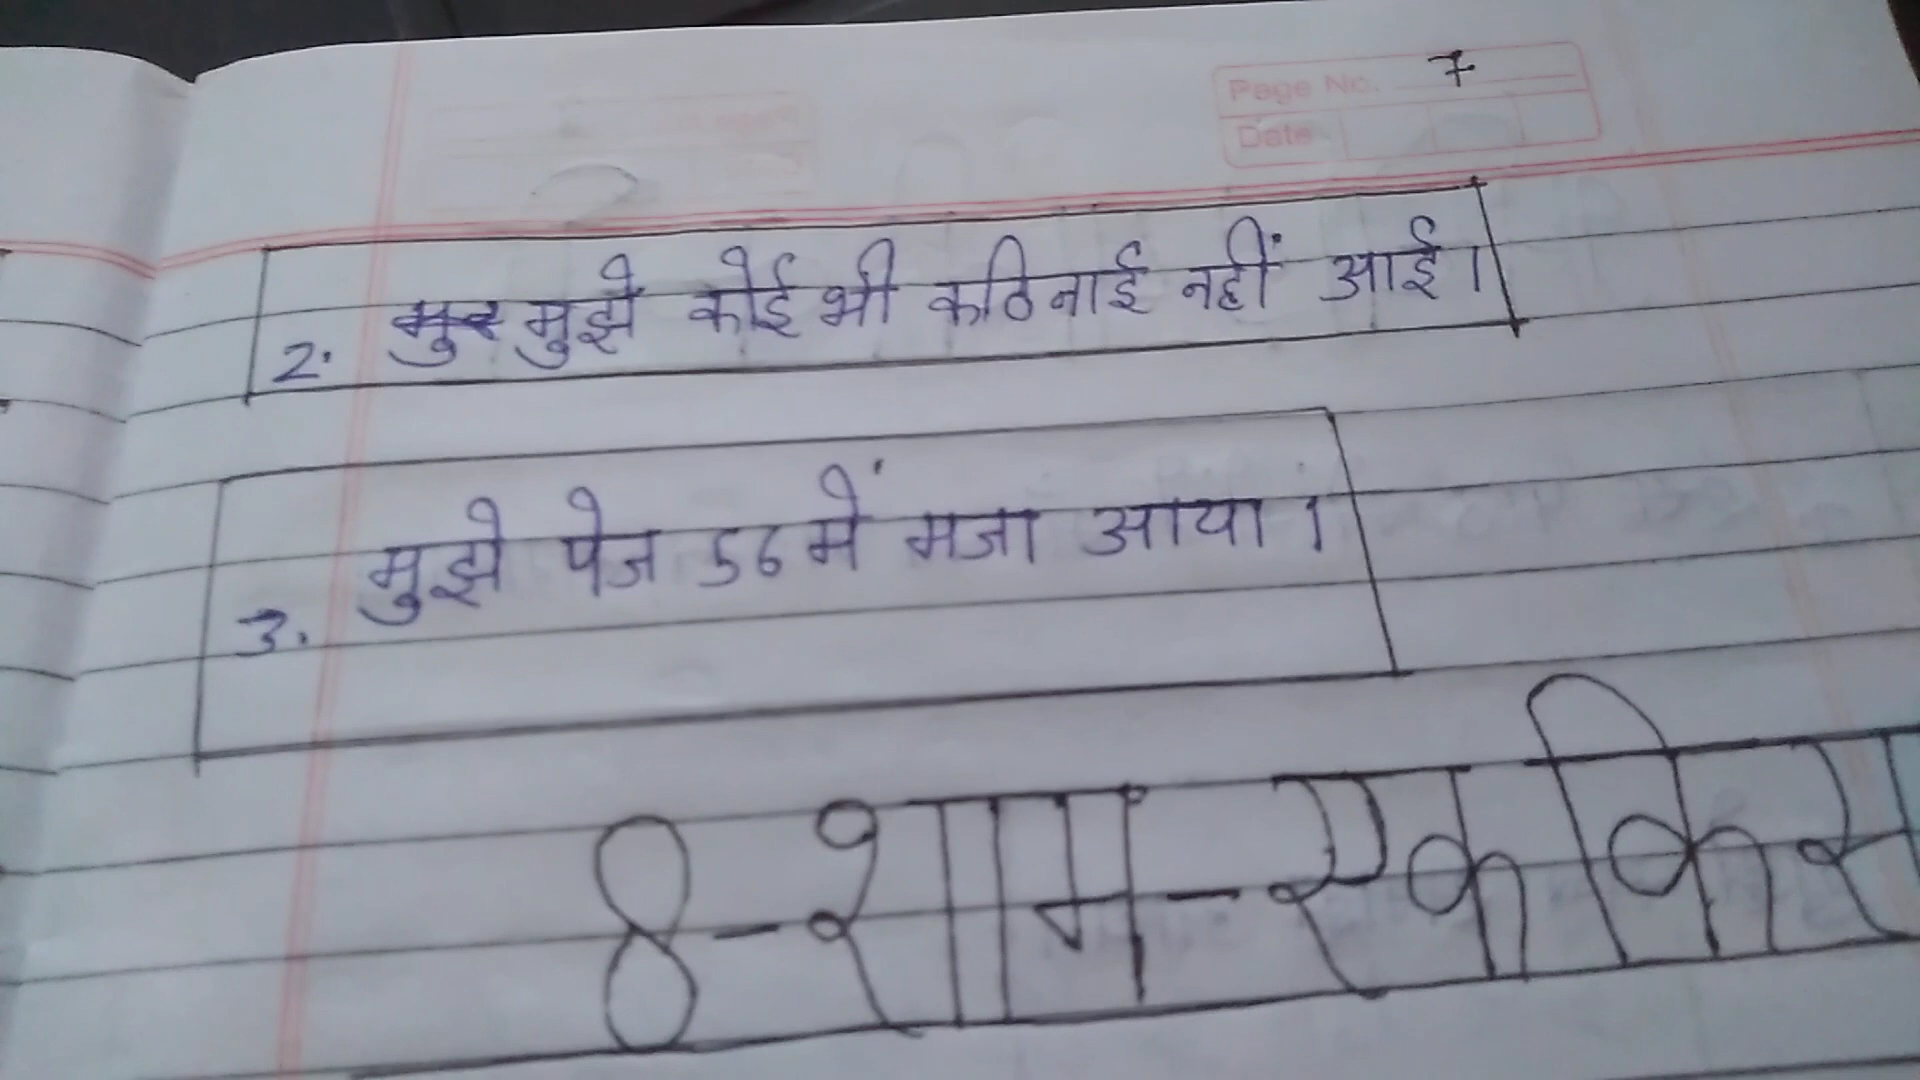 Page No. 7
Date
2. मुझे कोई भी कठिनाई नहीं आई।
3. मुझे पेज 56 में मजा आया।
8-शाम-एक